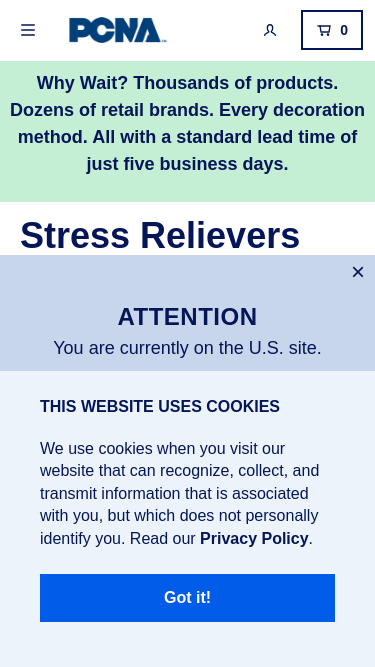 PCNA
0
Why Wait? Thousands of products.
Dozens of retail brands. Every decoration
method. All with a standard lead time of
just five business days.
Stress Relievers
ATTENTION
You are currently on the U.S. site.
THIS WEBSITE USES COOKIES
We use cookies when you visit our
website that can recognize, collect, and
transmit information that is associated
with you, but which does not personally
identify you. Read our Privacy Policy.
Got it!